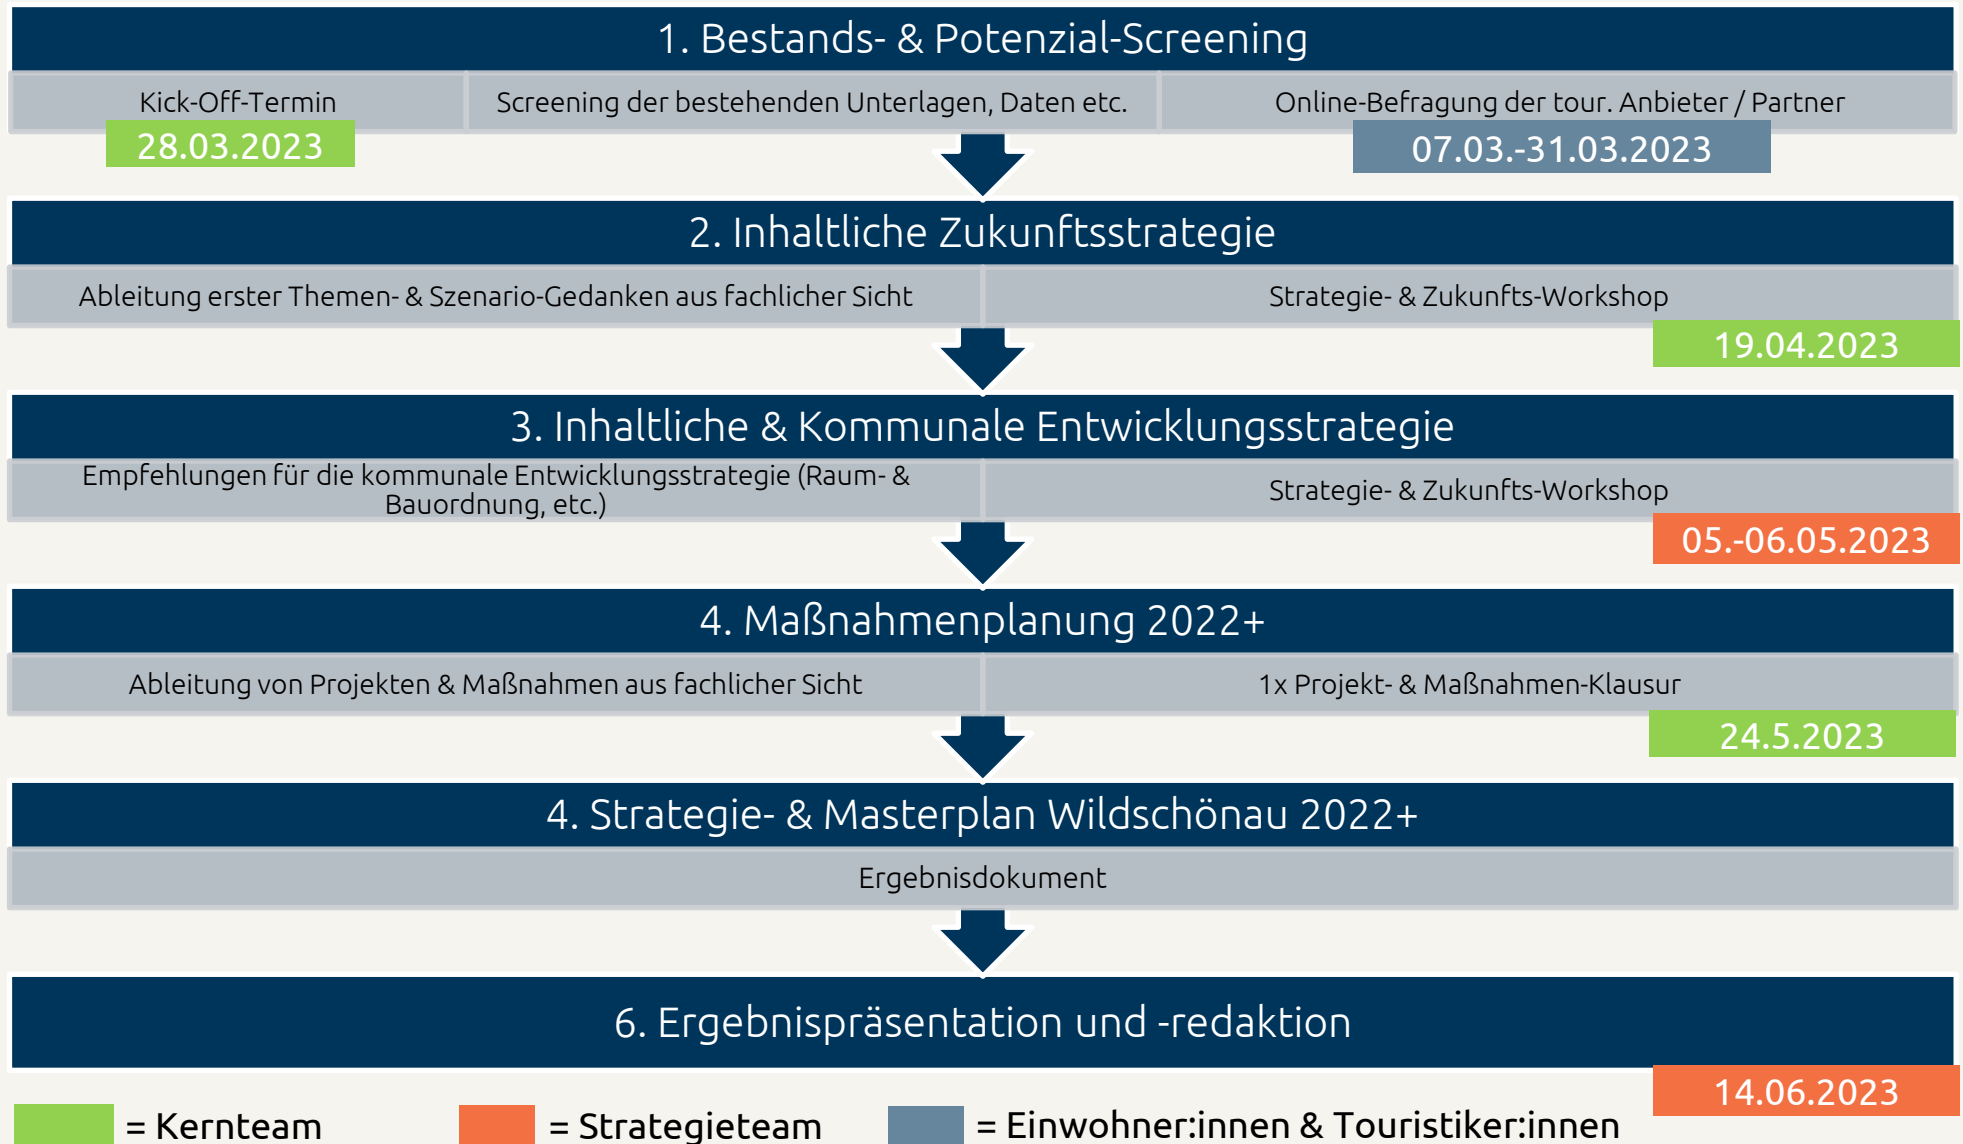 1. Bestands- & Potenzial-Screening
Kick-Off-Termin
28.03.2023
Screening der bestehenden Unterlagen, Daten etc.
Online-Befragung der tour. Anbieter / Partner
07.03.-31.03.2023
2. Inhaltliche Zukunftsstrategie
Ableitung erster Themen- & Szenario-Gedanken aus fachlicher Sicht
Strategie- & Zukunfts-Workshop
19.04.2023
3. Inhaltliche & Kommunale Entwicklungsstrategie
Empfehlungen für die kommunale Entwicklungsstrategie (Raum- &
Bauordnung, etc.)
Strategie- & Zukunfts-Workshop
05.-06.05.2023
4. Maßnahmenplanung 2022+
Ableitung von Projekten & Maßnahmen aus fachlicher Sicht
1x Projekt- & Maßnahmen-Klausur
24.5.2023
4. Strategie- & Masterplan Wildschönau 2022+
Ergebnisdokument
6. Ergebnispräsentation und -redaktion
14.06.2023
= Kernteam
= Strategieteam
= Einwohner:innen & Touristiker:innen